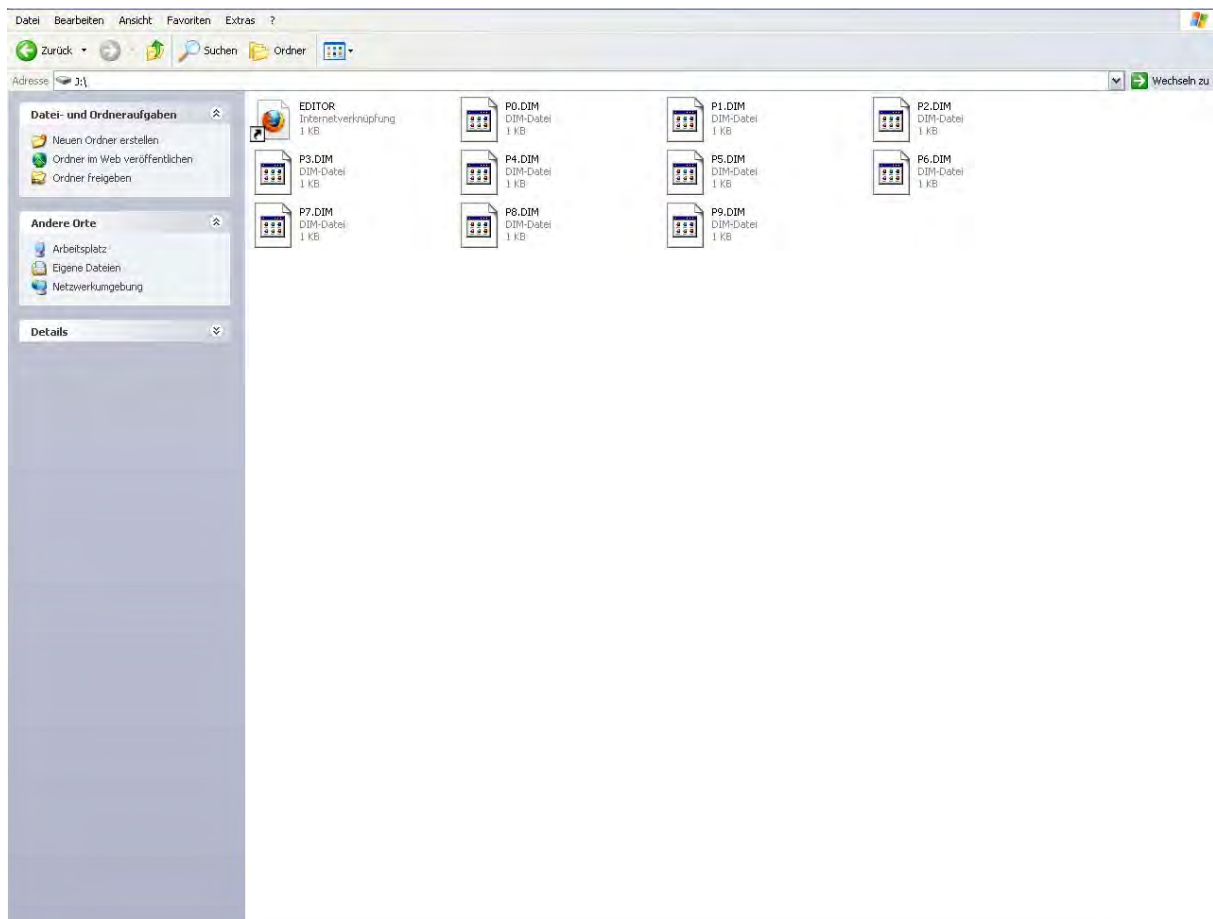 Datei Bearbeiten Ansicht Favoriten Extras ?
Zurück Suchen Ordner
Adresse J:\ Wechseln zu
Datei- und Ordneraufgaben
Neuen Ordner erstellen
Ordner im Web veröffentlichen
Ordner freigeben
Andere Orte
Arbeitsplatz
Eigene Dateien
Netzwerkumgebung
Details
EDITOR
Internetverknüpfung
1 KB
P0.DIM
DIM-Datei
1 KB
P1.DIM
DIM-Datei
1 KB
P2.DIM
DIM-Datei
1 KB
P3.DIM
DIM-Datei
1 KB
P4.DIM
DIM-Datei
1 KB
P5.DIM
DIM-Datei
1 KB
P6.DIM
DIM-Datei
1 KB
P7.DIM
DIM-Datei
1 KB
P8.DIM
DIM-Datei
1 KB
P9.DIM
DIM-Datei
1 KB